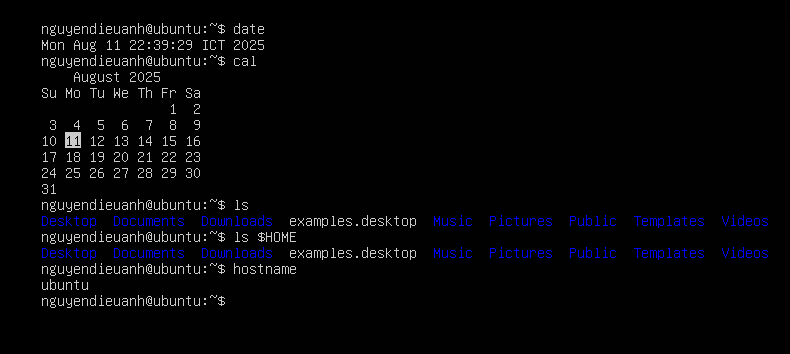 nguyendieuanh@ubuntu:~$ date
Mon Aug 11 22:39:29 ICT 2025
nguyendieuanh@ubuntu:~$ cal
    August 2025
Su Mo Tu We Th Fr Sa
                1  2
 3  4  5  6  7  8  9
10 11 12 13 14 15 16
17 18 19 20 21 22 23
24 25 26 27 28 29 30
31
nguyendieuanh@ubuntu:~$ ls
Desktop  Documents  Downloads  examples.desktop  Music  Pictures  Public  Templates  Videos
nguyendieuanh@ubuntu:~$ ls $HOME
Desktop  Documents  Downloads  examples.desktop  Music  Pictures  Public  Templates  Videos
nguyendieuanh@ubuntu:~$ hostname
ubuntu
nguyendieuanh@ubuntu:~$